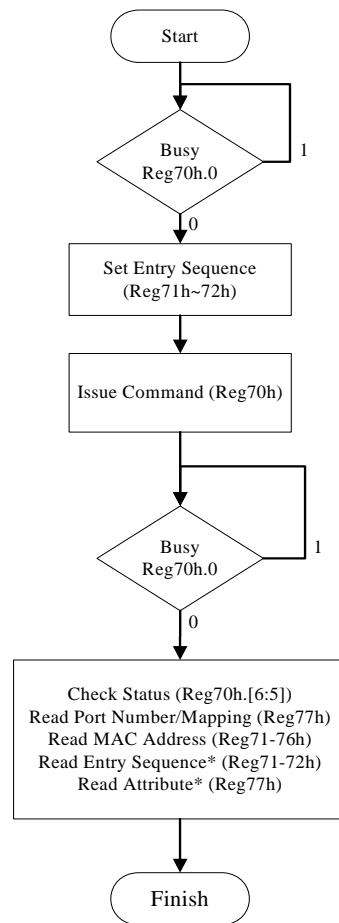 Start
Busy
Reg70h.0
1
0
Set Entry Sequence
(Reg71h~72h)
Issue Command (Reg70h)
Busy
Reg70h.0
1
0
Check Status (Reg70h.[6:5])
Read Port Number/Mapping (Reg77h)
Read MAC Address (Reg71-76h)
Read Entry Sequence* (Reg71-72h)
Read Attribute* (Reg77h)
Finish